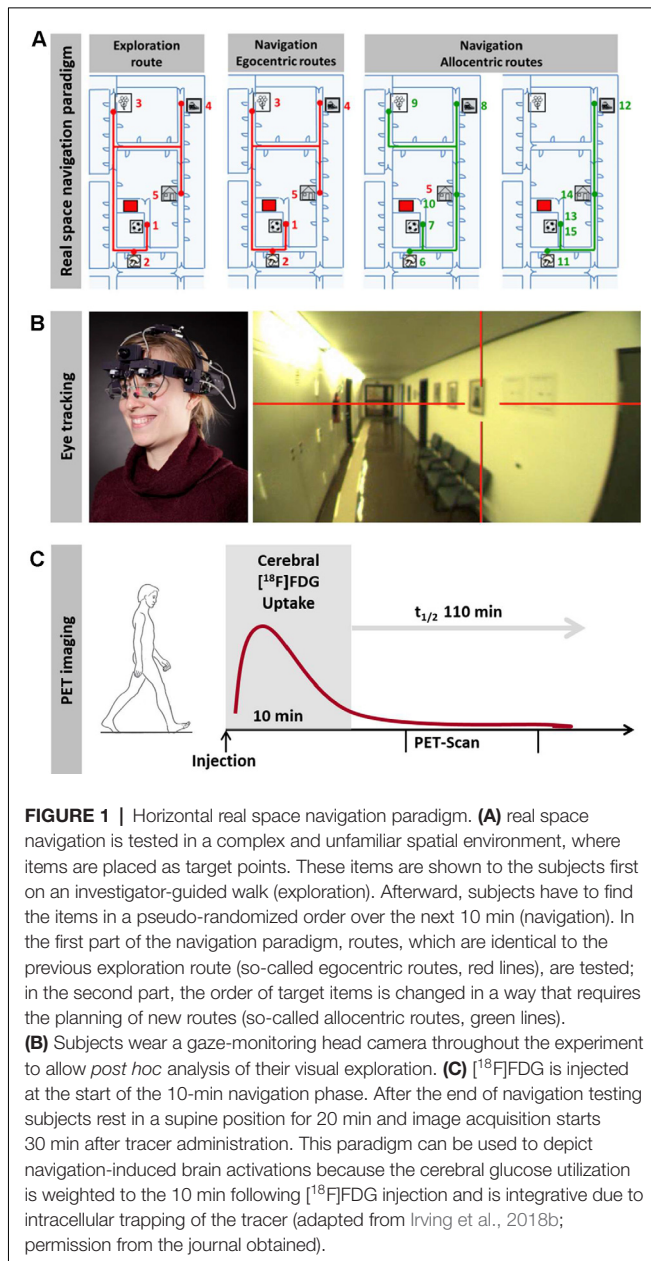 A
Real space navigation paradigm
Exploration
route
Navigation
Egocentric routes
Navigation
Allocentric routes
3
4
5
1
2
3
4
5
1
2
9
8
5
10
7
6
12
14
13
15
11
B
Eye tracking
C
PET imaging
Cerebral
[18F]FDG
Uptake
t1/2 110 min
10 min
PET-Scan
Injection
FIGURE 1 | Horizontal real space navigation paradigm. (A) real space
navigation is tested in a complex and unfamiliar spatial environment, where
items are placed as target points. These items are shown to the subjects first
on an investigator-guided walk (exploration). Afterward, subjects have to find
the items in a pseudo-randomized order over the next 10 min (navigation). In
the first part of the navigation paradigm, routes, which are identical to the
previous exploration route (so-called egocentric routes, red lines), are tested;
in the second part, the order of target items is changed in a way that requires
the planning of new routes (so-called allocentric routes, green lines).
(B) Subjects wear a gaze-monitoring head camera throughout the experiment
to allow post hoc analysis of their visual exploration. (C) [18F]FDG is injected
at the start of the 10-min navigation phase. After the end of navigation testing
subjects rest in a supine position for 20 min and image acquisition starts
30 min after tracer administration. This paradigm can be used to depict
navigation-induced brain activations because the cerebral glucose utilization
is weighted to the 10 min following [18F]FDG injection and is integrative due to
intracellular trapping of the tracer (adapted from Irving et al., 2018b;
permission from the journal obtained).